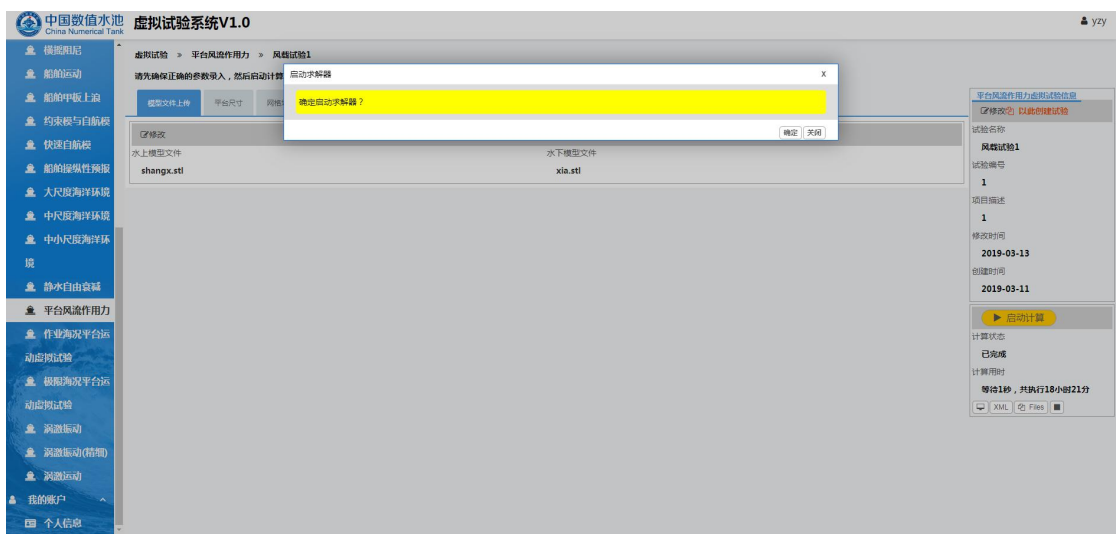 中国数值水池
China Numerical Tank
虚拟试验系统V1.0
yzy
横摇阻尼
船舶运动
船舶甲板上浪
约束模与自航模
快速自航模
船舶操纵性预报
大尺度海洋环境
中尺度海洋环境
中小尺度海洋环
境
静水自由衰减
平台风流作用力
作业海况平台运
动虚拟试验
极限海况平台运
动虚拟试验
涡激振动
涡激振动(精细)
涡激运动
我的账户
个人信息
虚拟试验 » 平台风流作用力 » 风载试验1
请先确保正确的参数录入，然后启动计算
模型文件上传 平台尺寸 网格
修改
水上模型文件 水下模型文件
shangx.stl xia.stl
启动求解器 X
确定启动求解器？
确定 关闭
平台风流作用力虚拟试验信息
修改 以此创建试验
试验名称
风载试验1
试验编号
1
项目描述
1
修改时间
2019-03-13
创建时间
2019-03-11
启动计算
计算状态
已完成
计算用时
等待1秒，共执行18小时21分
XML Files